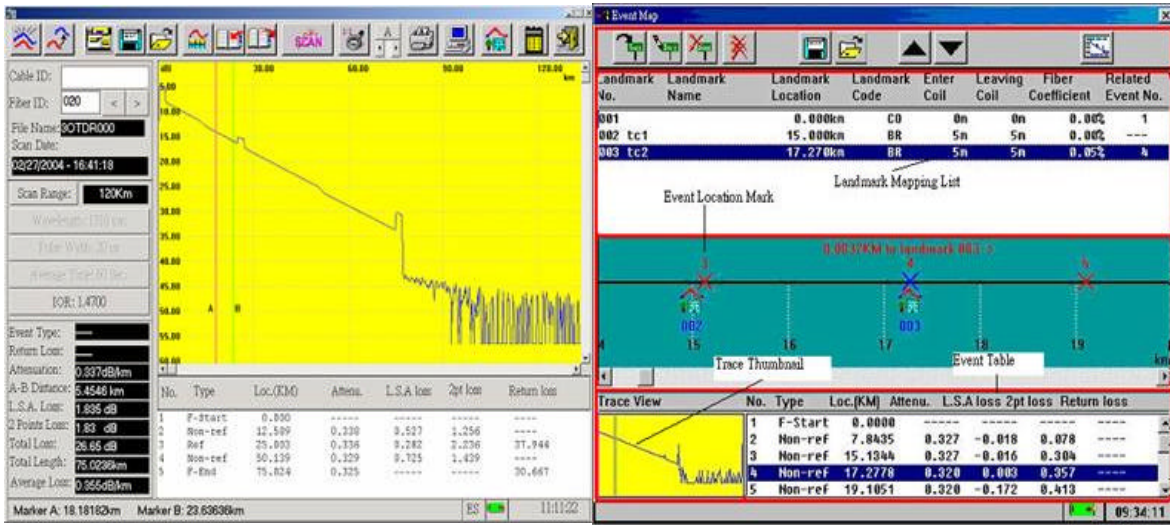 SCAN
A
Cable ID:
Fiber ID: 020 < >
File Name: 3OTDR000
Scan Date:
02/27/2004 - 16:41:18
Scan Range: 120Km
IOR: 1.4700
Event Type: ----
Return Loss: ----
Attenuation: 0.337dB/km
A-B Distance: 5.4546 km
L.S.A. Loss: 1.835 dB
2 Points Loss: 1.83 dB
Total Loss: 26.65 dB
Total Length: 75.0236km
Average Loss: 0.355dB/km
dB 30.00 60.00 90.00 120.00
km
5.00
10.00
15.00
20.00
25.00
30.00
35.00
40.00
45.00
50.00
55.00
60.00
A B
No. Type Loc.(KM) Attenu. L.S.A loss 2pt loss Return loss
1 F-Start 0.000 ----- ----- -----
2 Non-ref 12.509 0.330 0.527 1.256
3 Ref 25.003 0.336 0.282 2.236 37.944
4 Non-ref 50.139 0.329 0.725 1.439
5 F-End 75.024 0.325 ----- 30.667
Marker A: 18.18182km Marker B: 23.63636km ES 11:11:22
Event Map
Landmark No. Landmark Name Landmark Location Landmark Code Enter Coil Leaving Coil Fiber Coefficient Related Event No.
001 0.000km CO 0m 0m 0.00% 1
002 tc1 15.000km BR 5m 5m 0.00% ---
003 tc2 17.270km BR 5m 5m 0.05% 4
Landmark Mapping List
Event Location Mark
0.0037KM to landmark 003 ->
3 4
002 003
15 16 17 18 19
km
Trace Thumbnail
Event Table
Trace View
No. Type Loc.(KM) Attenu. L.S.A loss 2pt loss Return loss
1 F-Start 0.0000
2 Non-ref 7.8435 0.327 -0.018 0.078 ----
3 Non-ref 15.1344 0.327 -0.016 0.304 ----
4 Non-ref 17.2778 0.320 0.003 0.357 ----
5 Non-ref 19.1051 0.320 -0.172 0.413 ----
09:34:11